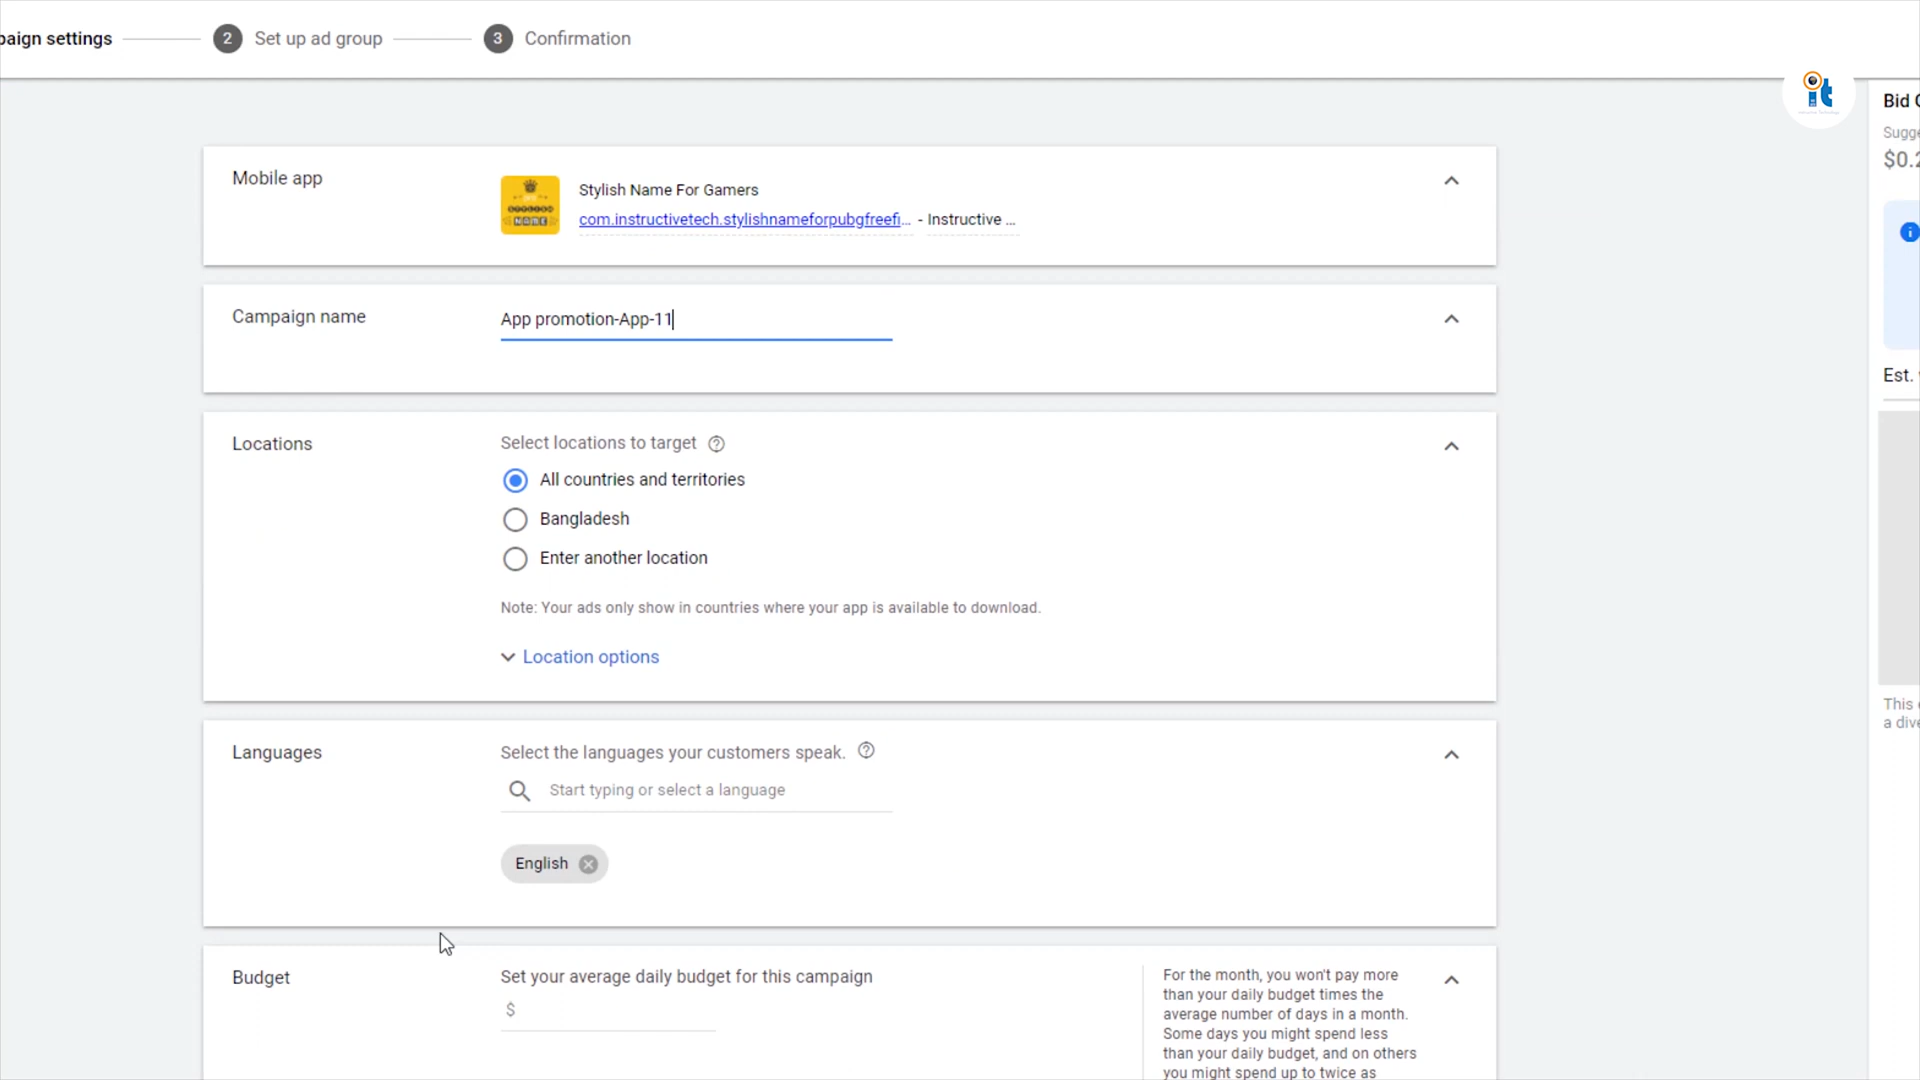 paign settings
2 Set up ad group
3 Confirmation
it
Bid
Sugge
$0.2
Mobile app
Stylish Name For Gamers
com.instructivetech.stylishnameforpubgfreefi... - Instructive ...
NAME
Campaign name
App promotion-App-11
Est.
Locations
Select locations to target
All countries and territories
Bangladesh
Enter another location
Note: Your ads only show in countries where your app is available to download.
Location options
This
a dive
Languages
Select the languages your customers speak.
Start typing or select a language
English
Budget
Set your average daily budget for this campaign
$
For the month, you won't pay more
than your daily budget times the
average number of days in a month.
Some days you might spend less
than your daily budget, and on others
you might spend up to twice as